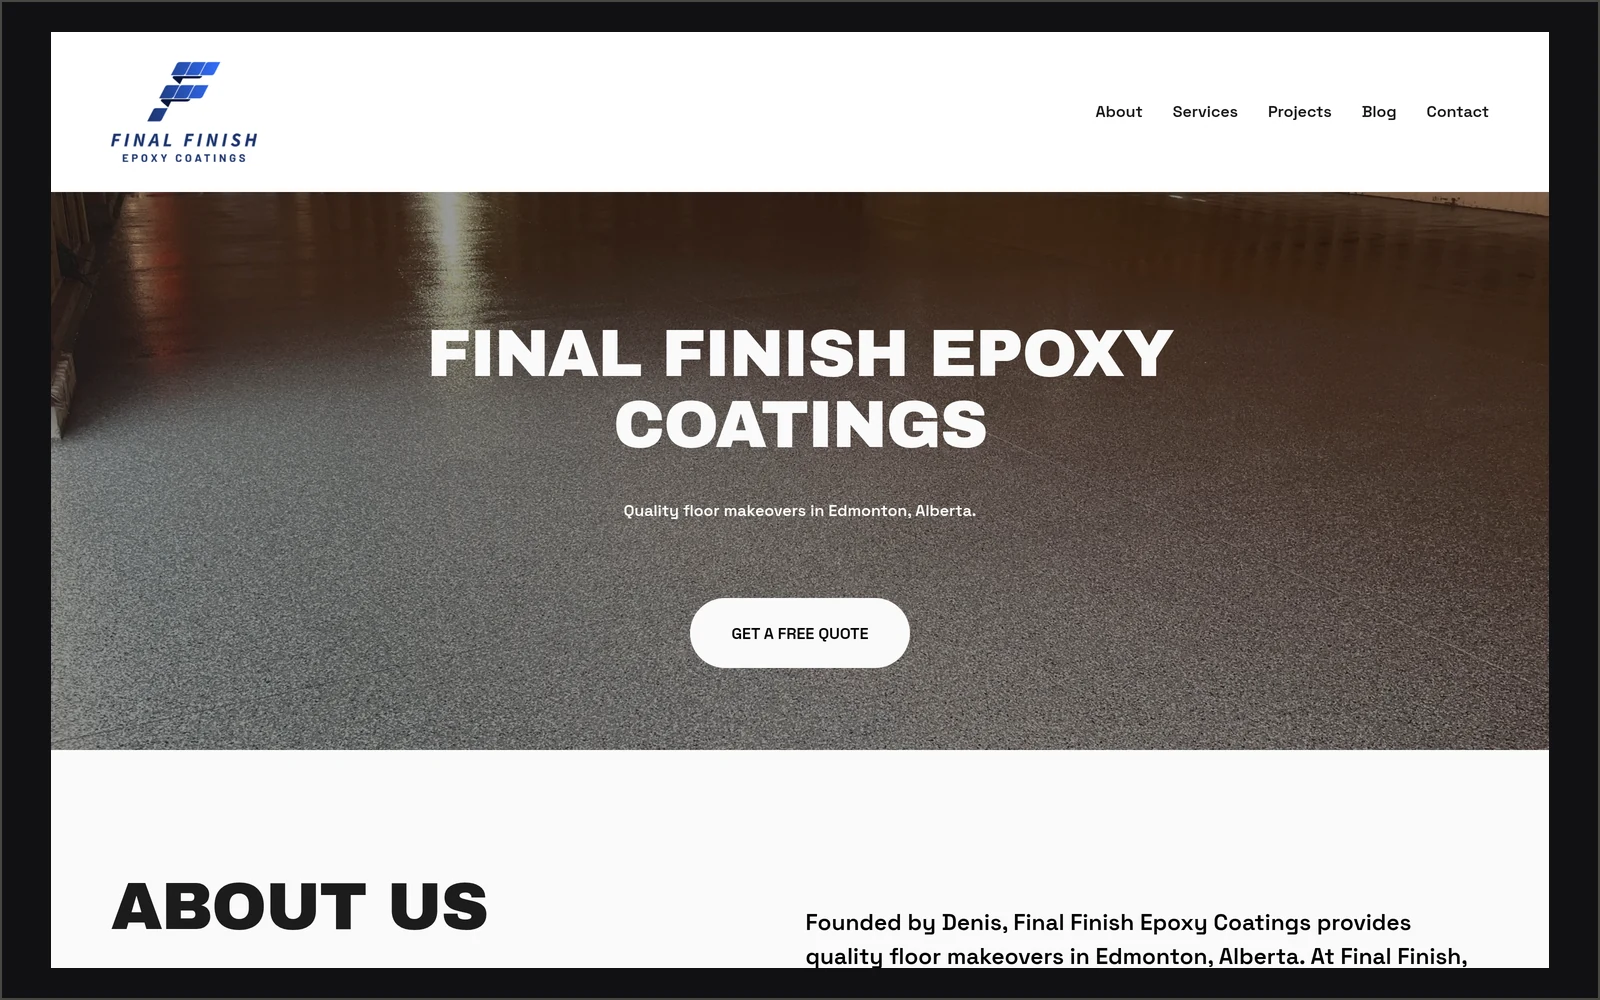 FINAL FINISH
EPOXY COATINGS
About Services Projects Blog Contact
FINAL FINISH EPOXY
COATINGS
Quality floor makeovers in Edmonton, Alberta.
GET A FREE QUOTE
ABOUT US
Founded by Denis, Final Finish Epoxy Coatings provides
quality floor makeovers in Edmonton, Alberta. At Final Finish,